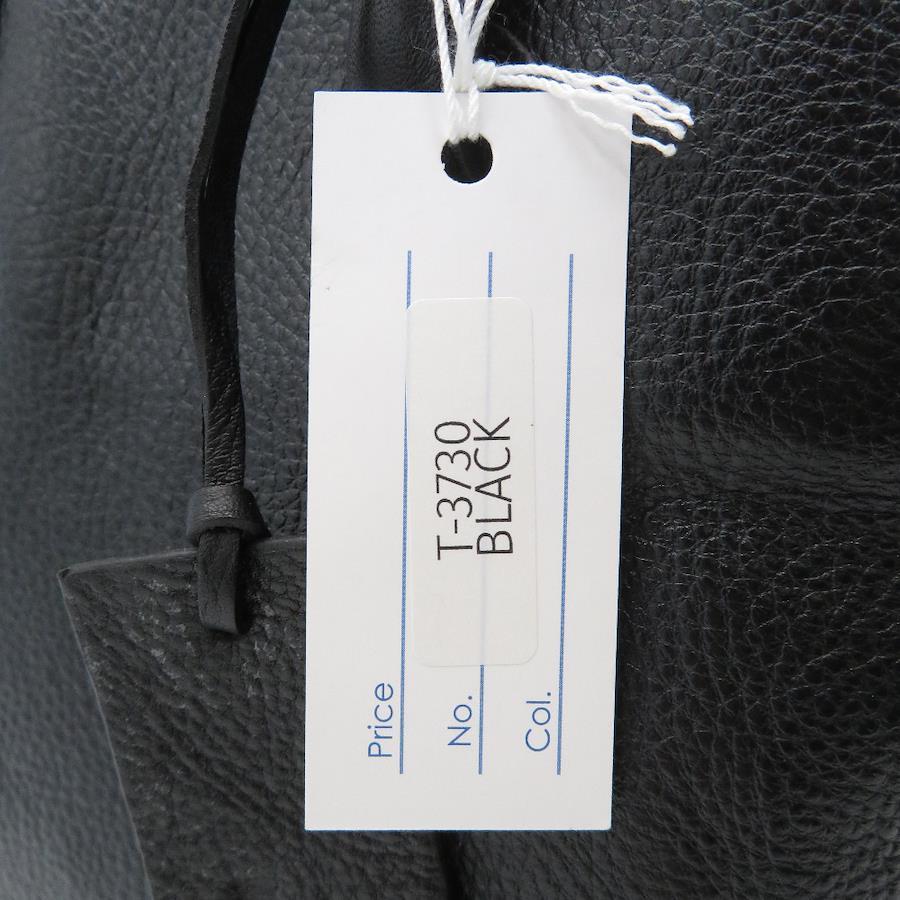 Price
T-3730
BLACK
No.
Col.